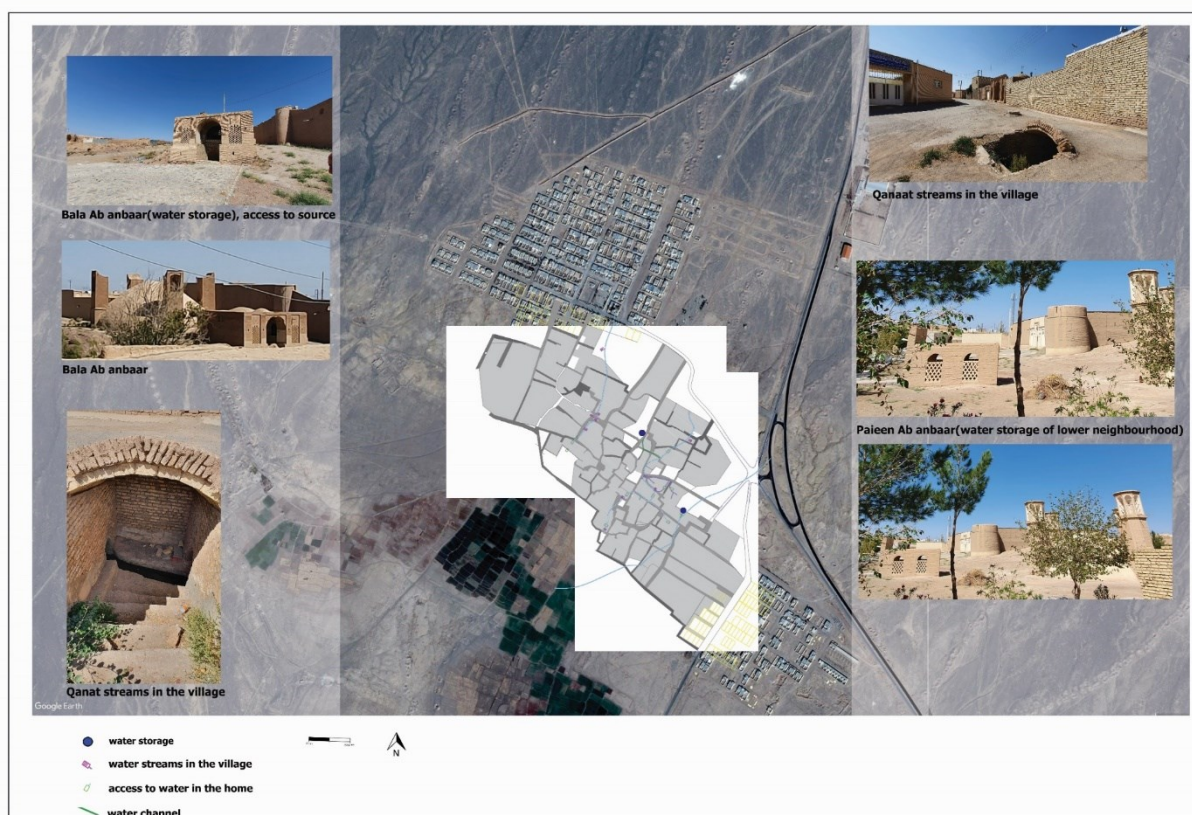 Bala Ab anbaar(water storage), access to source
Bala Ab anbaar
Qanat streams in the village
Qanaat streams in the village
Paieen Ab anbaar(water storage of lower neighbourhood)
Google Earth
water storage
water streams in the village
access to water in the home
water channel
N